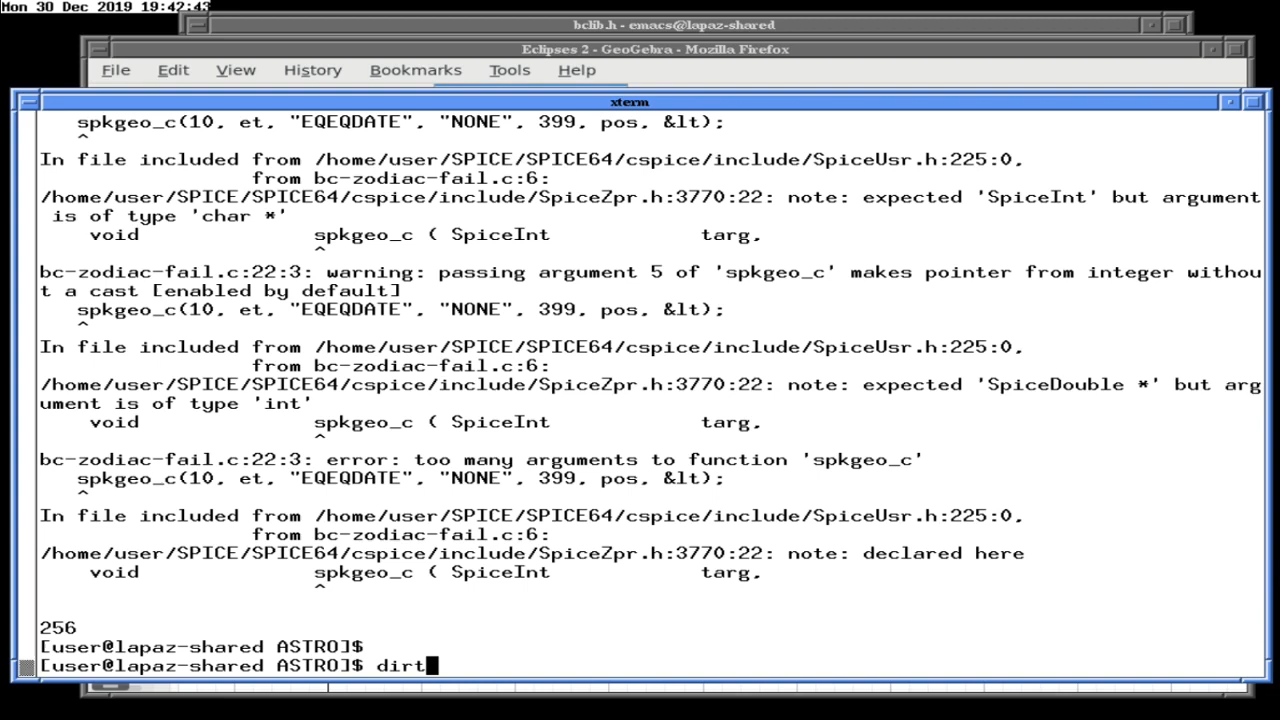 Mon 30 Dec 2019 19:42:43
bclib.h - emacs@lapaz-shared
Eclipses 2 - GeoGebra - Mozilla Firefox
File Edit View History Bookmarks Tools Help
xterm
spkgeo_c(10, et, "EQEQDATE", "NONE", 399, pos, &lt);
^
In file included from /home/user/SPICE/SPICE64/cspice/include/SpiceUsr.h:225:0,
from bc-zodiac-fail.c:6:
/home/user/SPICE/SPICE64/cspice/include/SpiceZpr.h:3770:22: note: expected 'SpiceInt' but argument
is of type 'char *'
void spkgeo_c ( SpiceInt targ,
^
bc-zodiac-fail.c:22:3: warning: passing argument 5 of 'spkgeo_c' makes pointer from integer withou
t a cast [enabled by default]
spkgeo_c(10, et, "EQEQDATE", "NONE", 399, pos, &lt);
^
In file included from /home/user/SPICE/SPICE64/cspice/include/SpiceUsr.h:225:0,
from bc-zodiac-fail.c:6:
/home/user/SPICE/SPICE64/cspice/include/SpiceZpr.h:3770:22: note: expected 'SpiceDouble *' but arg
ument is of type 'int'
void spkgeo_c ( SpiceInt targ,
^
bc-zodiac-fail.c:22:3: error: too many arguments to function 'spkgeo_c'
spkgeo_c(10, et, "EQEQDATE", "NONE", 399, pos, &lt);
^
In file included from /home/user/SPICE/SPICE64/cspice/include/SpiceUsr.h:225:0,
from bc-zodiac-fail.c:6:
/home/user/SPICE/SPICE64/cspice/include/SpiceZpr.h:3770:22: note: declared here
void spkgeo_c ( SpiceInt targ,
^
256
[user@lapaz-shared ASTRO]$
[user@lapaz-shared ASTRO]$ dirt